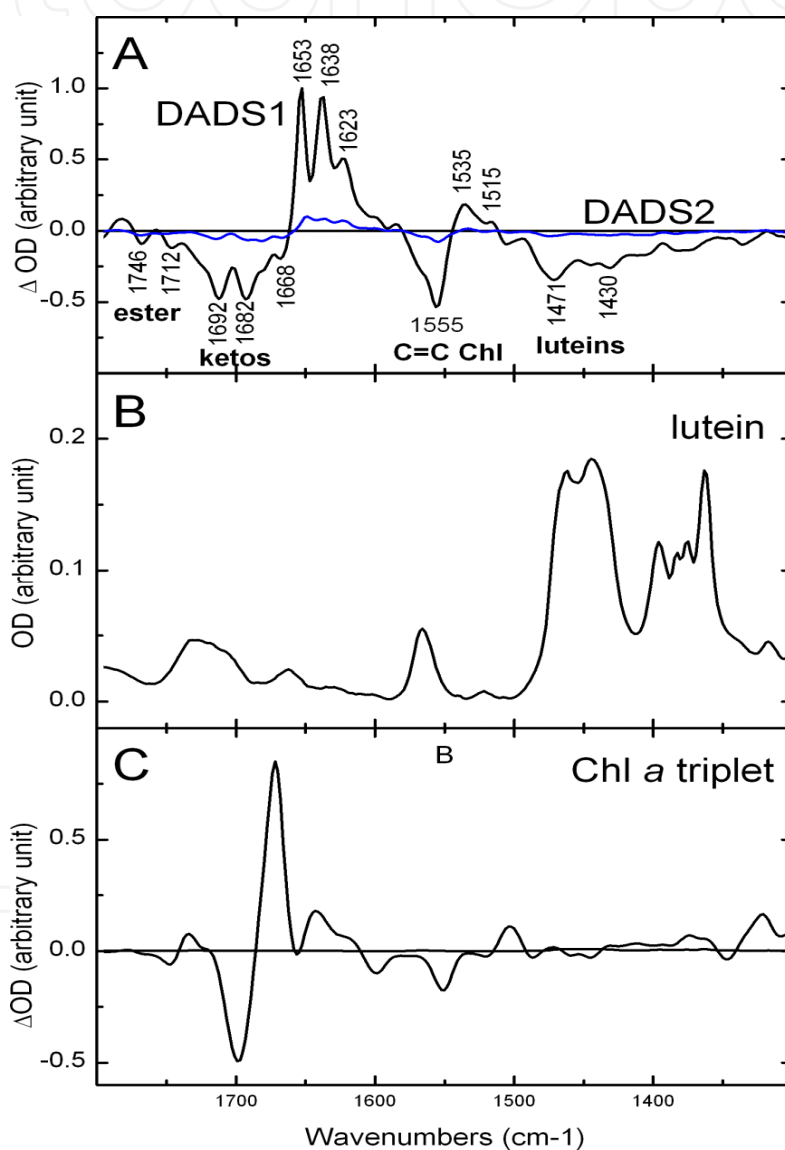 A
1653
1638
1623
DADS1
1535
1515
DADS2
1746
1712
1692
1682
1668
1555
1471
1430
ester
ketos
C=C Chl
luteins
1.0
0.5
0.0
-0.5
Δ OD (arbitrary unit)
B
lutein
0.2
0.1
0.0
OD (arbitrary unit)
C
B
Chl a triplet
0.5
0.0
-0.5
ΔOD (arbitrary unit)
1700
1600
1500
1400
Wavenumbers (cm-1)